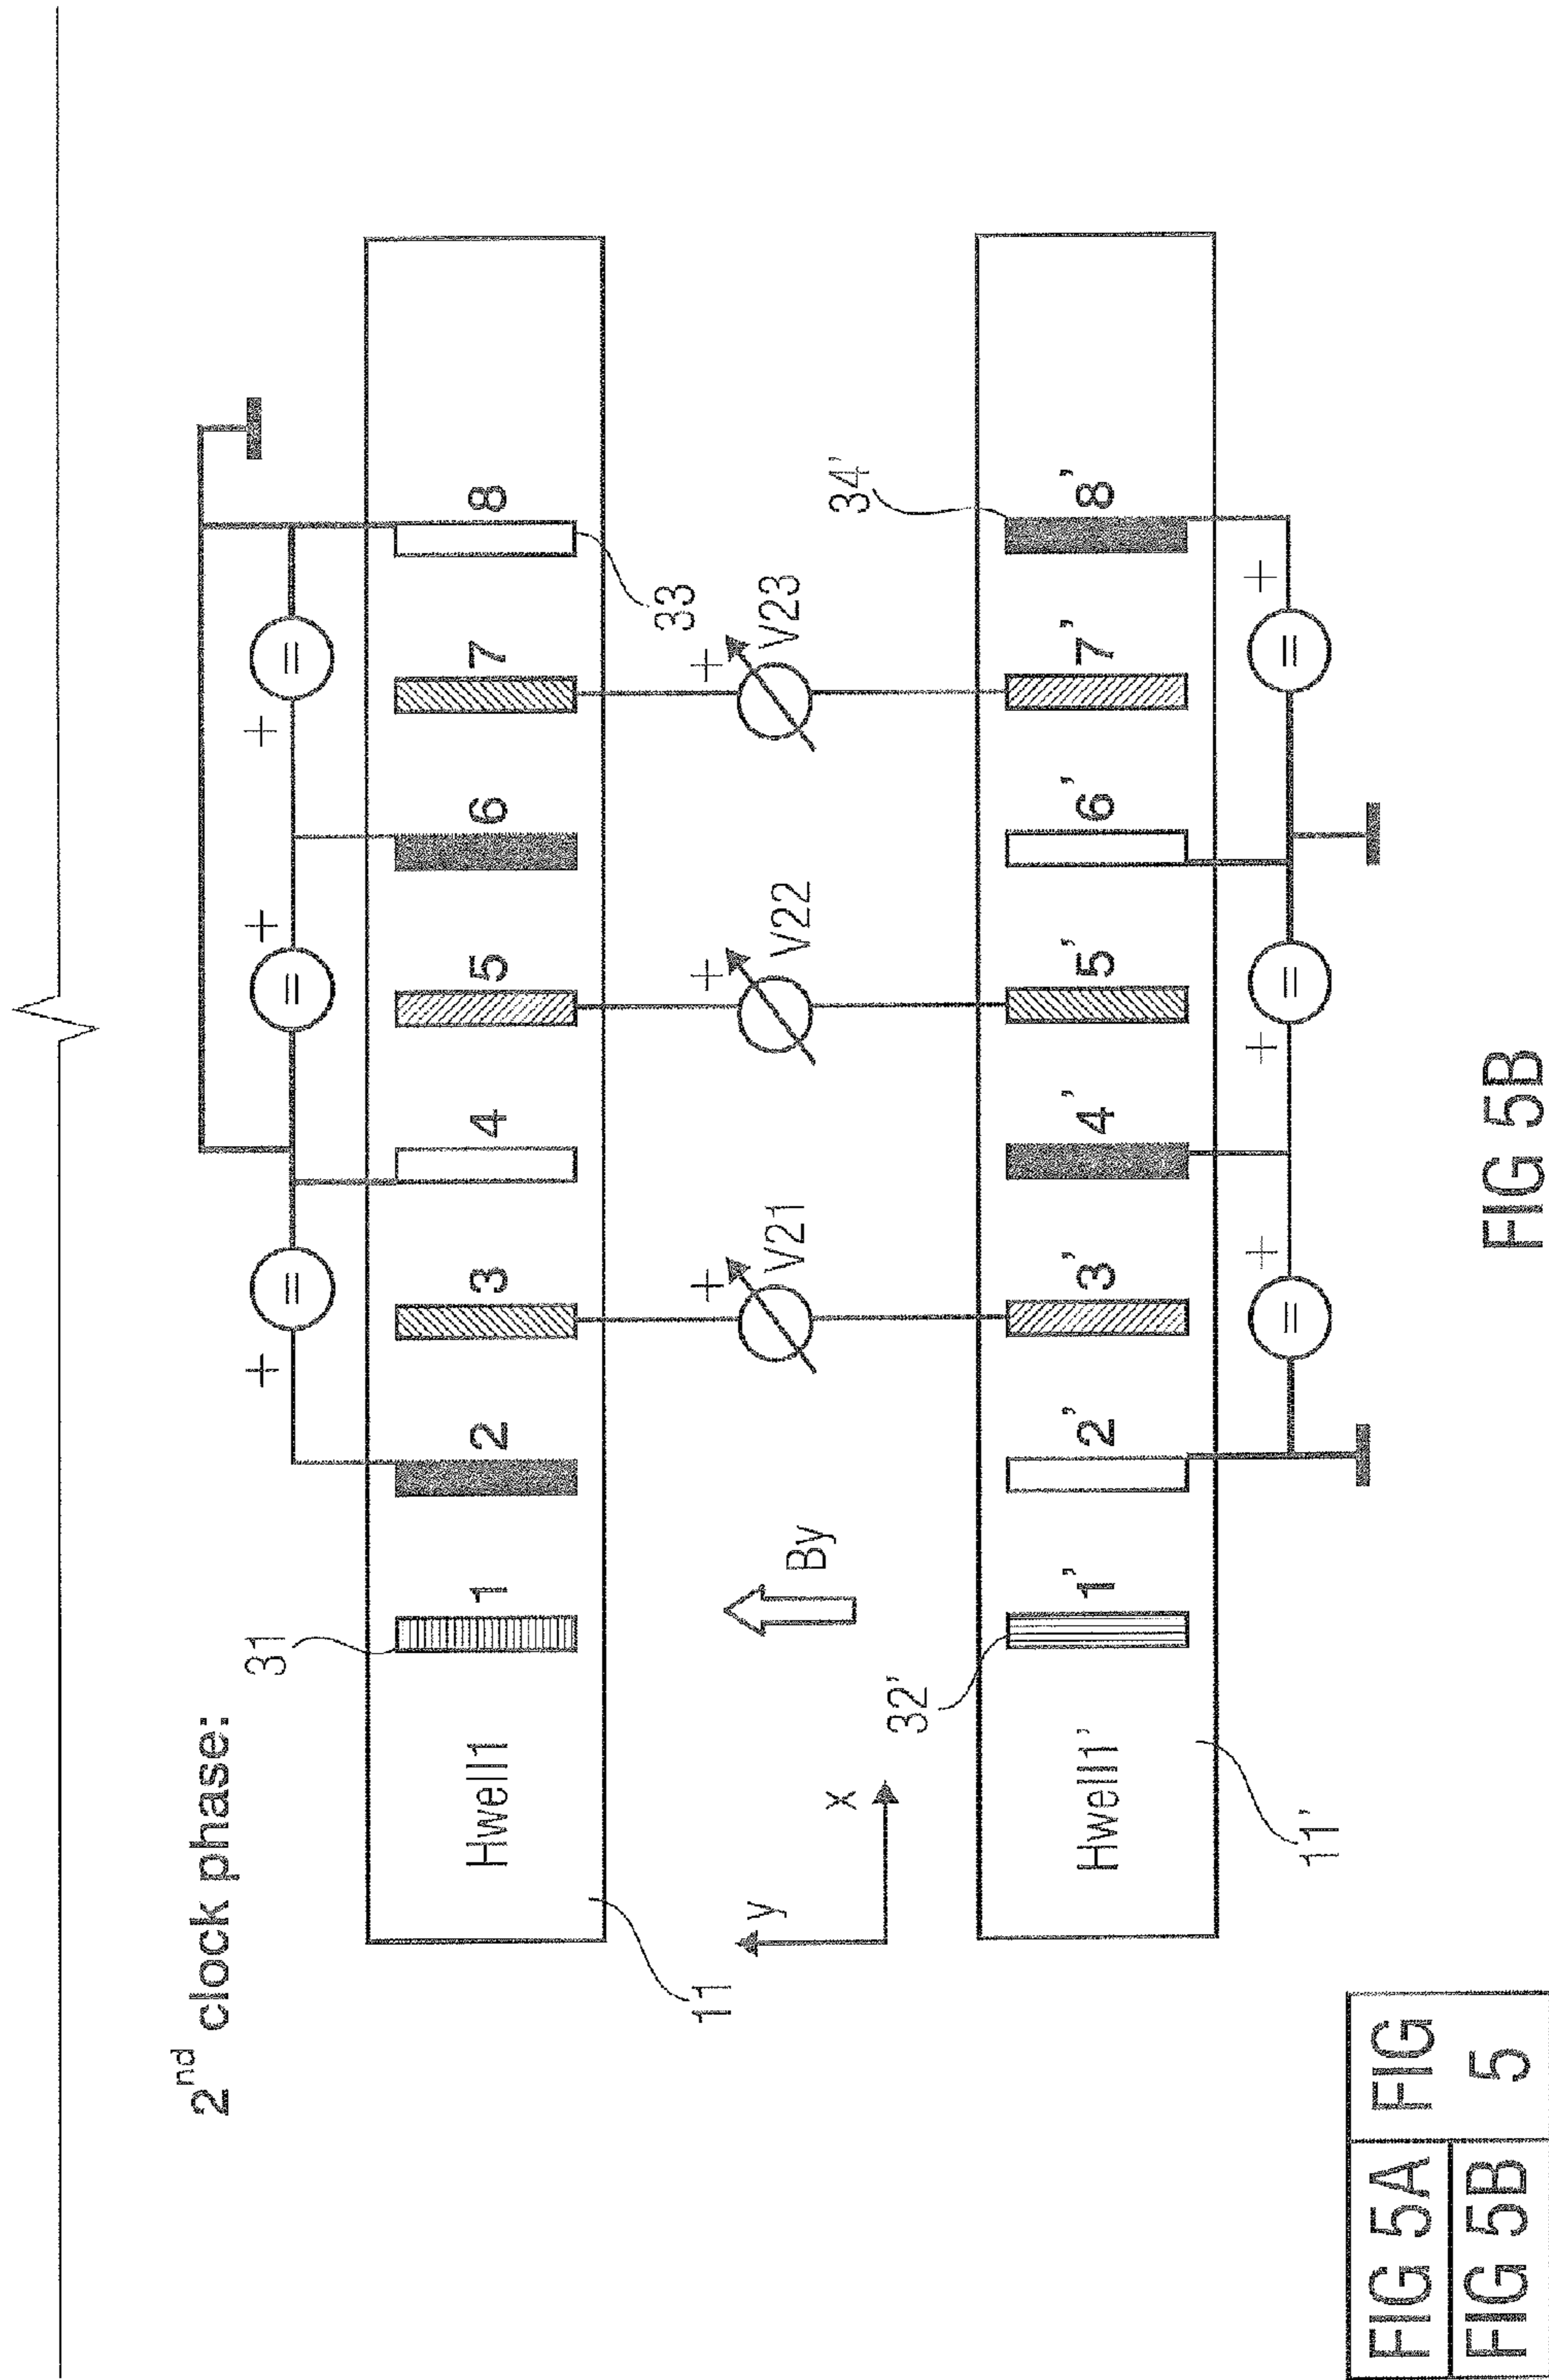 2nd clock phase:
+ + +
= = =
31
Hwell1 1 2 3 4 5 6 7 8
11
33
+ + +
V21 V22 V23
y
x
By
32'
34'
Hwell1' 1' 2' 3' 4' 5' 6' 7' 8'
11'
+ + +
= = =
FIG 5A
FIG 5B
FIG 5
FIG 5B